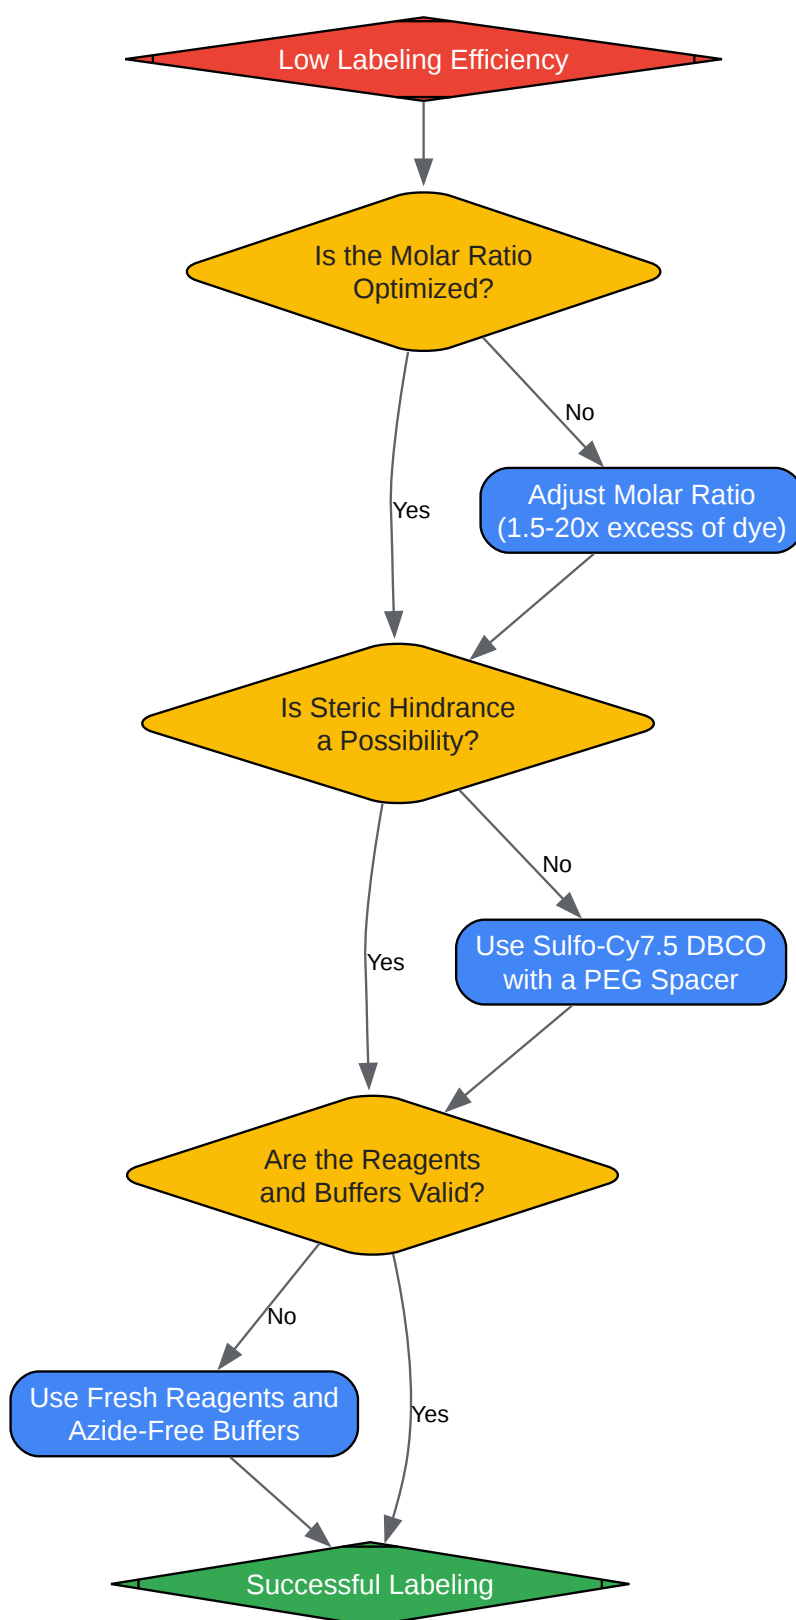 Low Labeling Efficiency
Is the Molar Ratio
Optimized?
No
Adjust Molar Ratio
(1.5-20x excess of dye)
Yes
Is Steric Hindrance
a Possibility?
No
Use Sulfo-Cy7.5 DBCO
with a PEG Spacer
Yes
Are the Reagents
and Buffers Valid?
No
Use Fresh Reagents and
Azide-Free Buffers
Yes
Successful Labeling